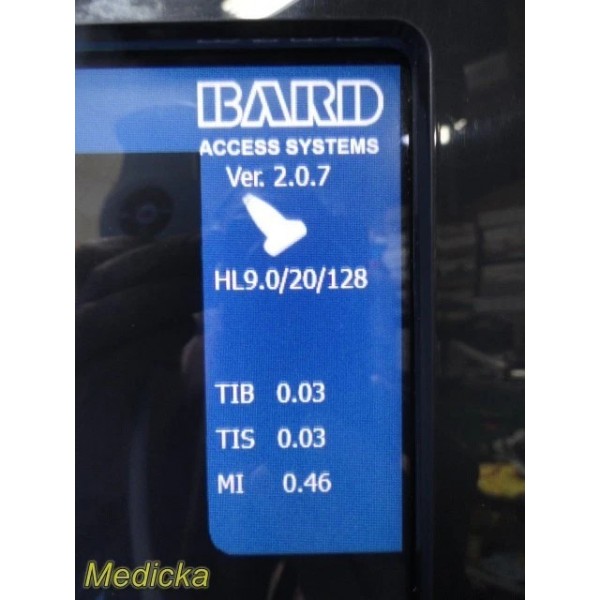 BARD
ACCESS SYSTEMS
Ver. 2.0.7
HL9.0/20/128
TIB 0.03
TIS 0.03
MI 0.46
Medicka